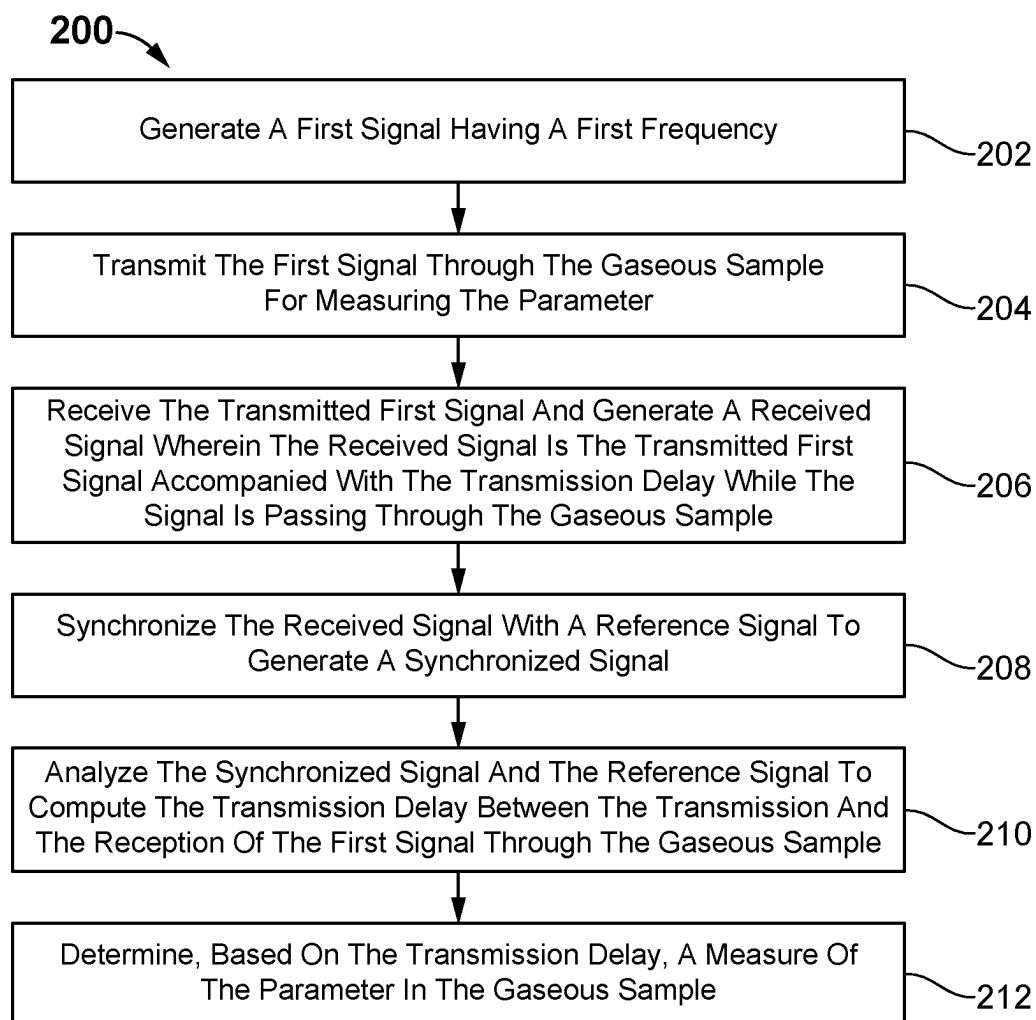 200
Generate A First Signal Having A First Frequency
202
Transmit The First Signal Through The Gaseous Sample
For Measuring The Parameter
204
Receive The Transmitted First Signal And Generate A Received
Signal Wherein The Received Signal Is The Transmitted First
Signal Accompanied With The Transmission Delay While The
Signal Is Passing Through The Gaseous Sample
206
Synchronize The Received Signal With A Reference Signal To
Generate A Synchronized Signal
208
Analyze The Synchronized Signal And The Reference Signal To
Compute The Transmission Delay Between The Transmission And
The Reception Of The First Signal Through The Gaseous Sample
210
Determine, Based On The Transmission Delay, A Measure Of
The Parameter In The Gaseous Sample
212